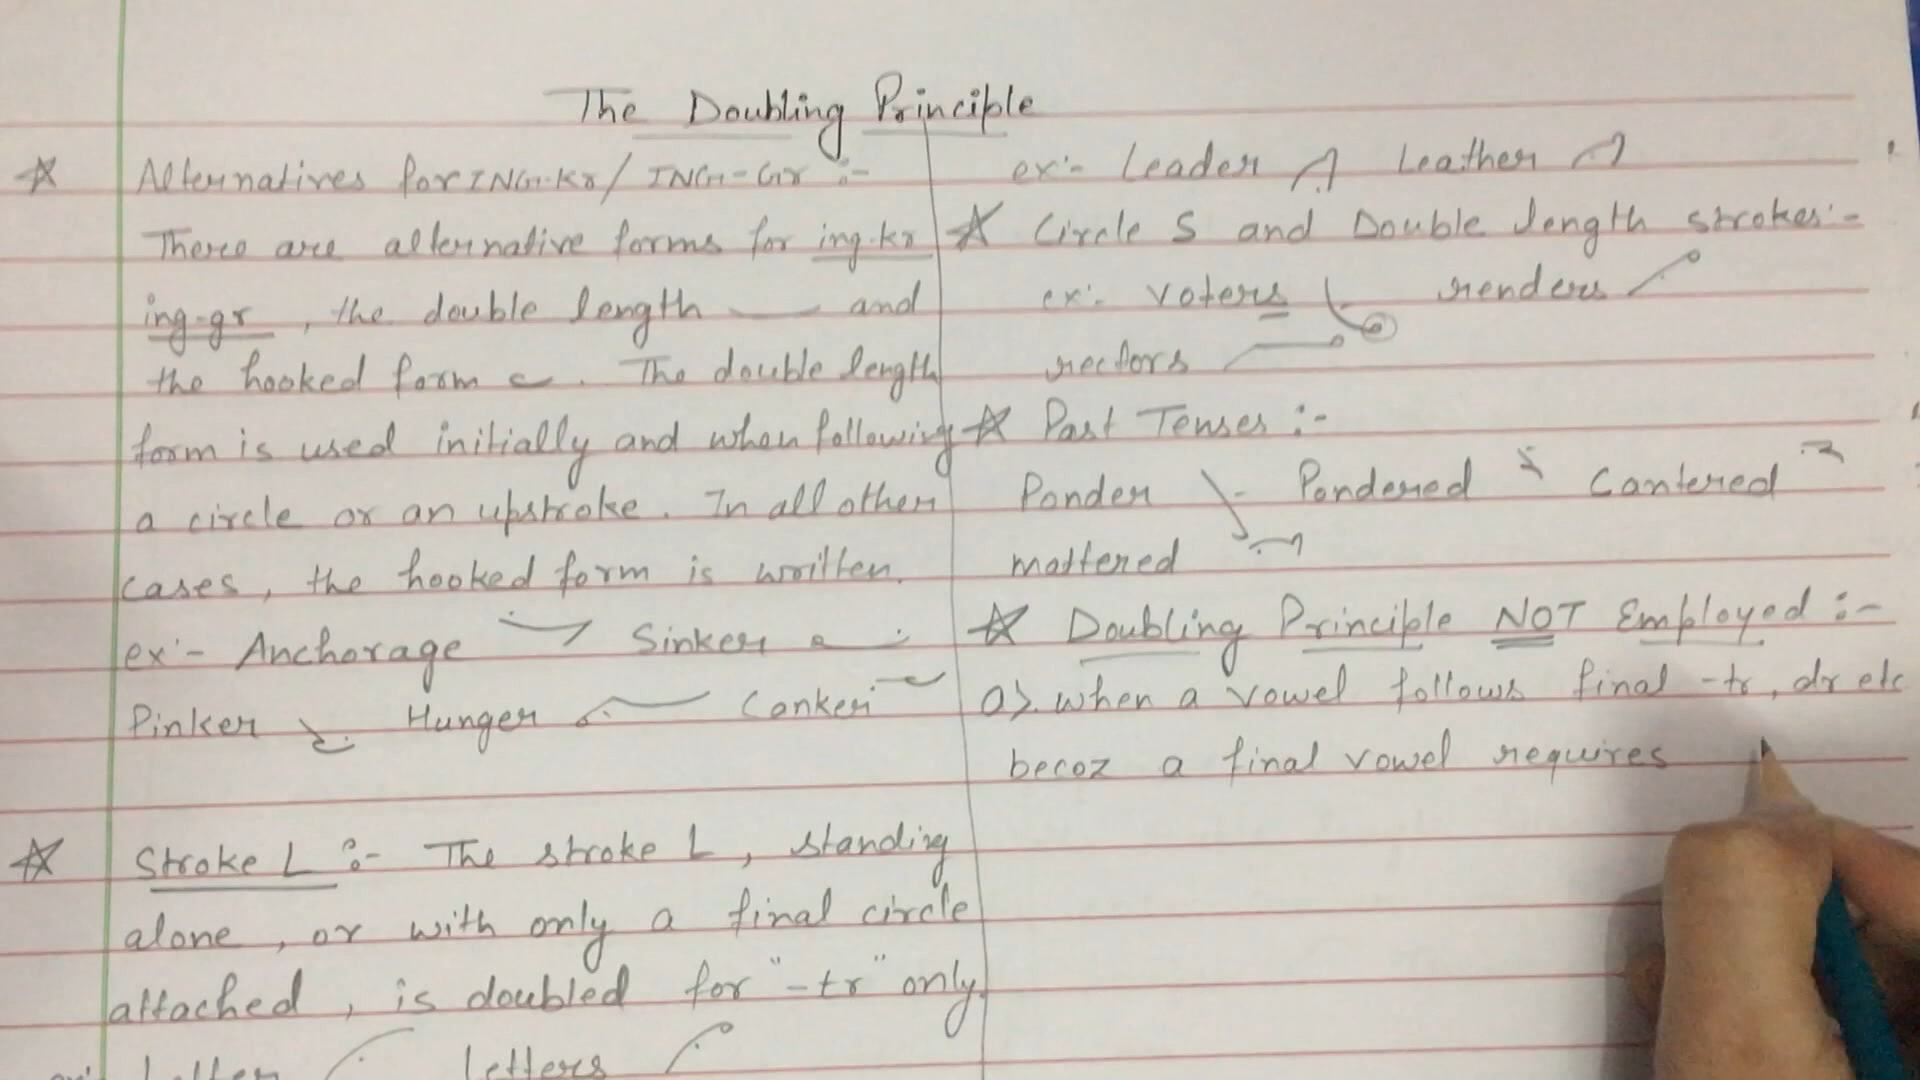 The Doubling Principle
☆ Alternatives for ING-Kr/ ING-Gr :-
There are alternative forms for ing-kr
ing-gr, the double length and
the hooked form. The double length
form is used initially and when following
a circle or an upstroke. In all other
cases, the hooked form is written.
ex:- Anchorage Sinker
Pinker Hunger Canker
☆ Stroke L :- The stroke L, standing
alone, or with only a final circle
attached, is doubled for "-tr" only.
letters
ex:- Leader Leather
☆ Circle S and Double length strokes:-
ex:- voters renders
rectors
☆ Past Tenses :-
Ponder Pondered Cantered
mattered
☆ Doubling Principle NOT Employed :-
a). when a vowel follows final -tr, dr etc
becoz a final vowel requires